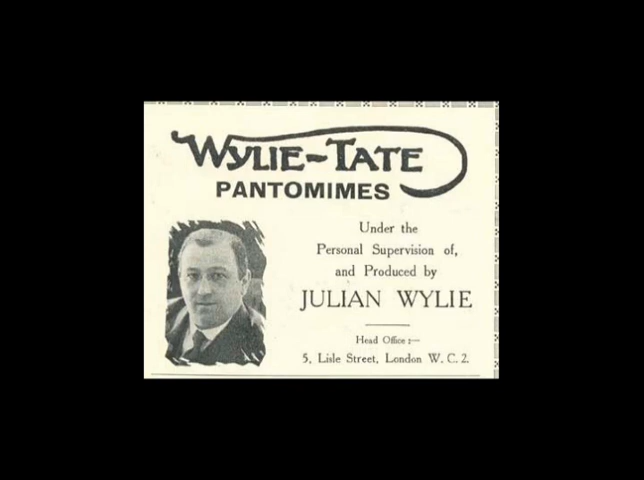 WYLIE-TATE
PANTOMIMES
Under the
Personal Supervision of,
and Produced by
JULIAN WYLIE
Head Office :—
5, Lisle Street, London W. C. 2.